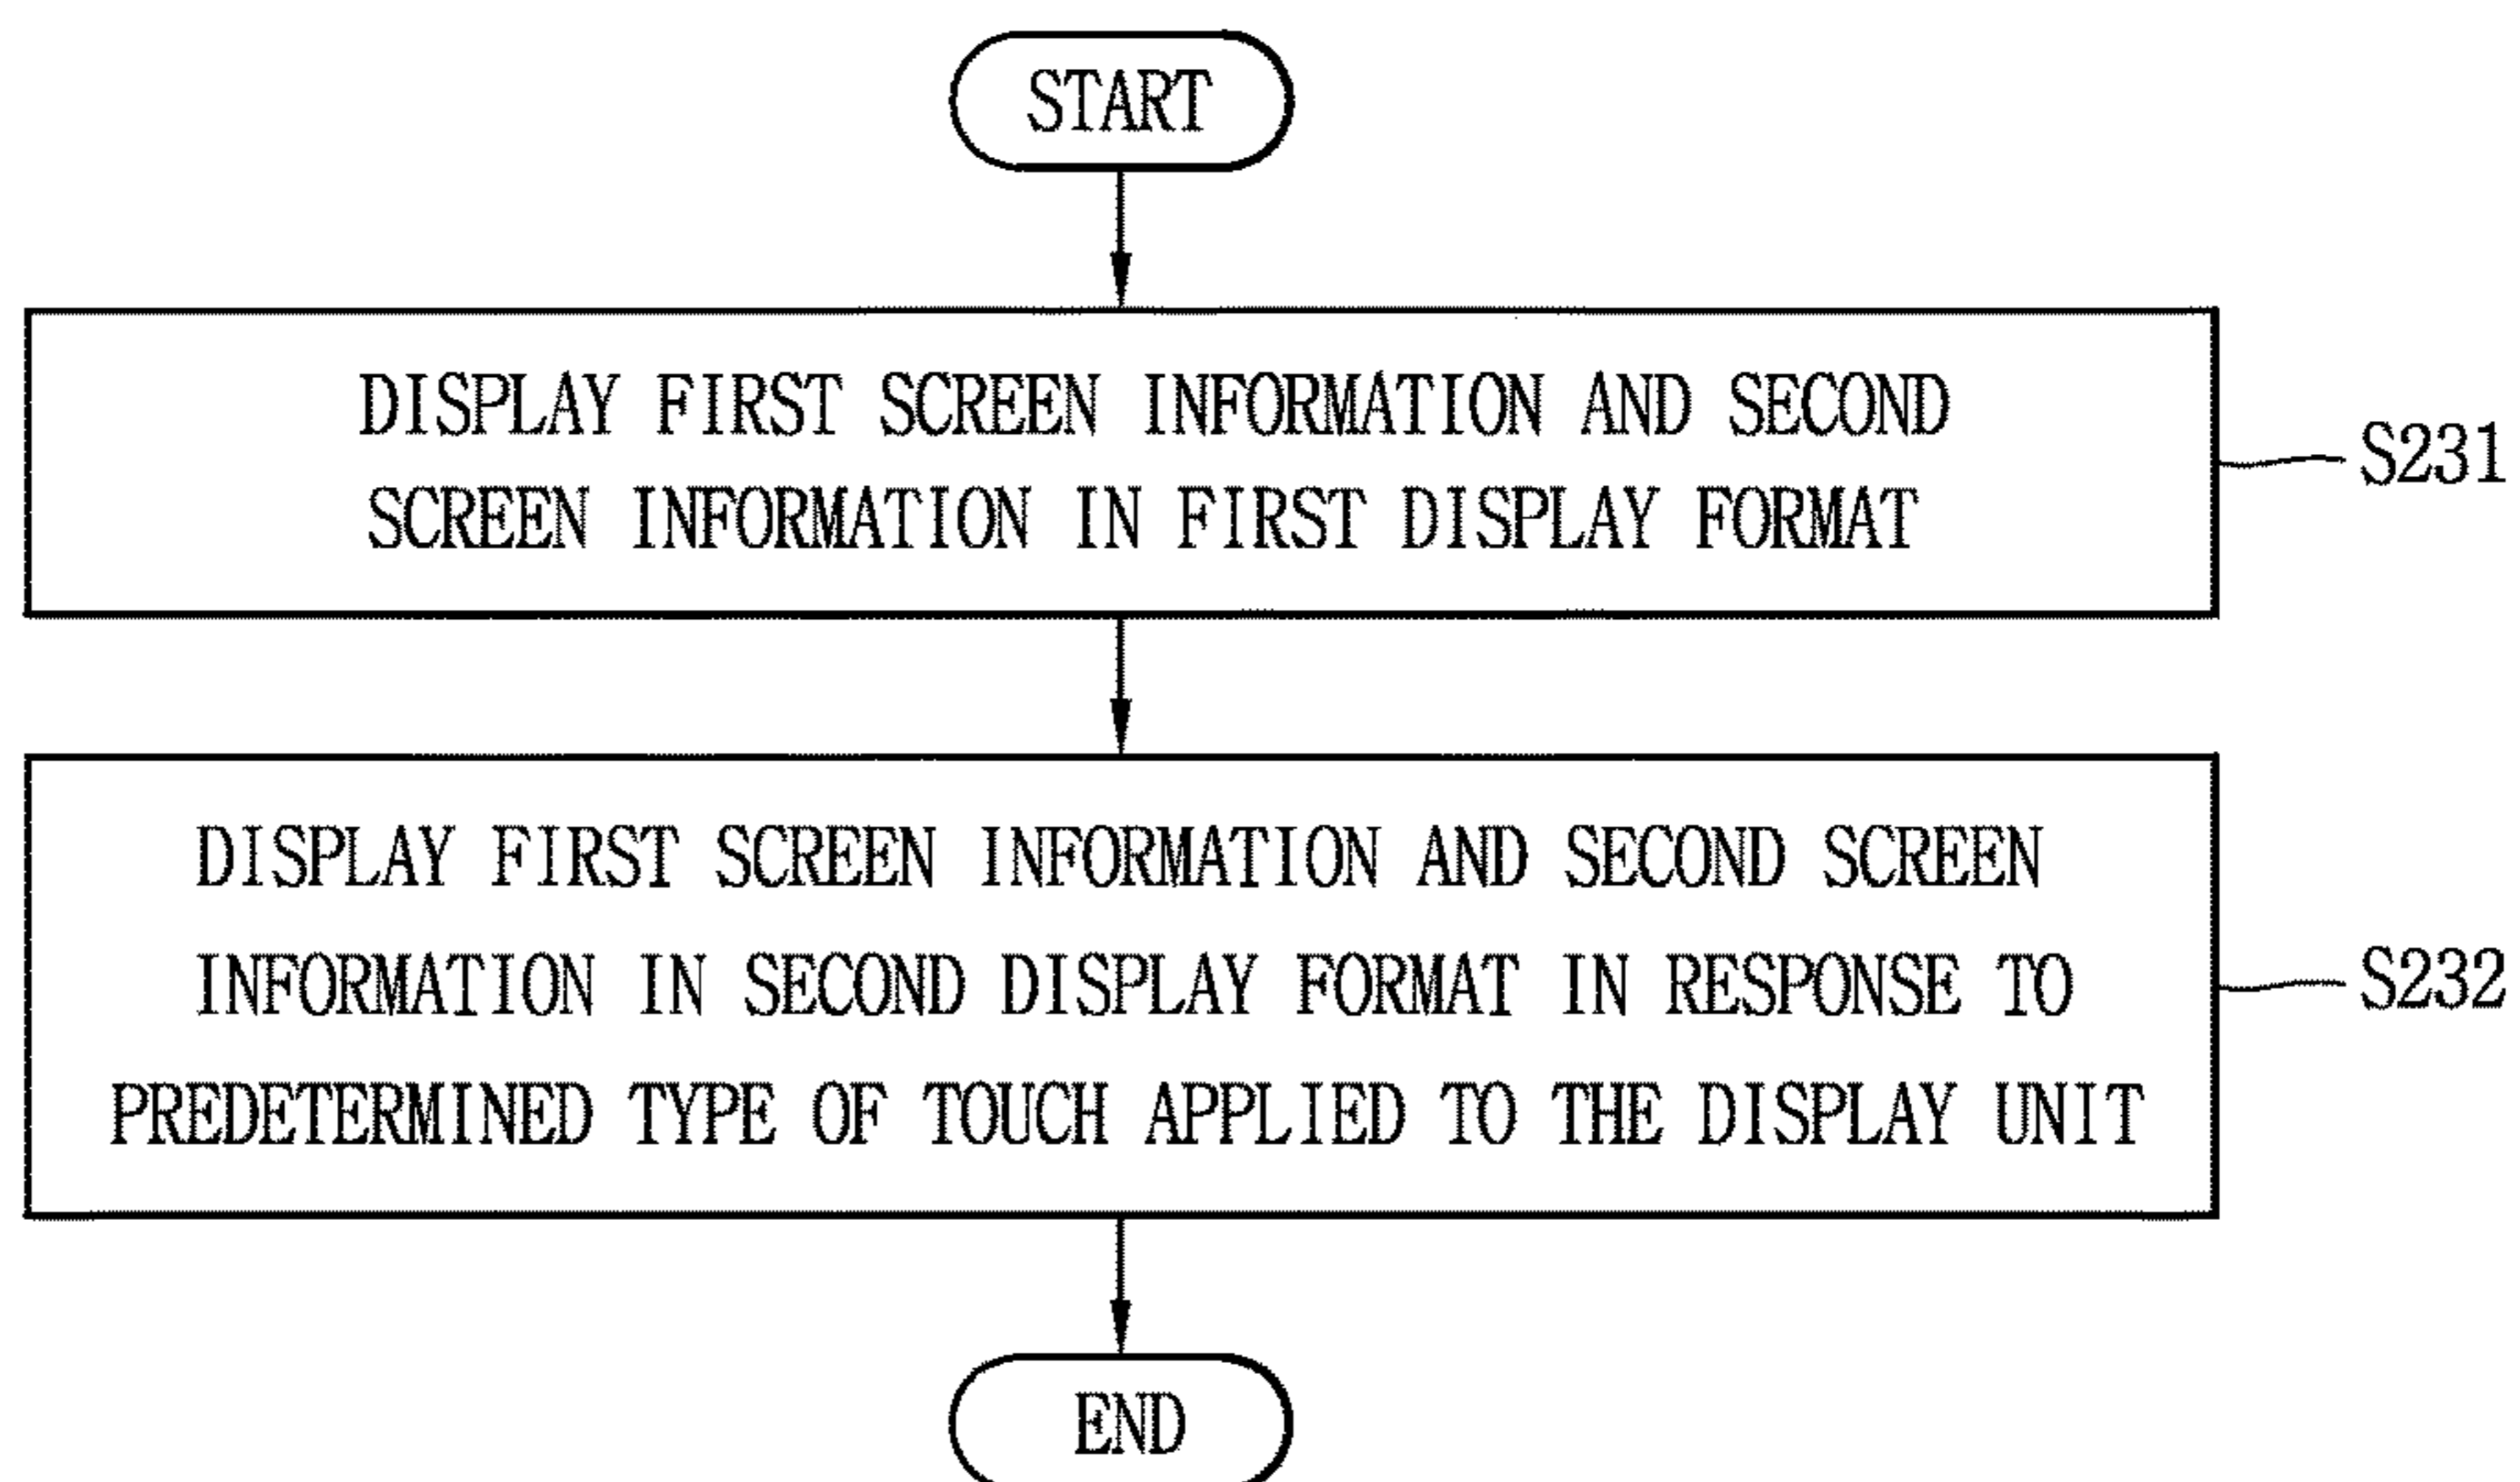 START
DISPLAY FIRST SCREEN INFORMATION AND SECOND
SCREEN INFORMATION IN FIRST DISPLAY FORMAT
S231
DISPLAY FIRST SCREEN INFORMATION AND SECOND SCREEN
INFORMATION IN SECOND DISPLAY FORMAT IN RESPONSE TO
PREDETERMINED TYPE OF TOUCH APPLIED TO THE DISPLAY UNIT
S232
END